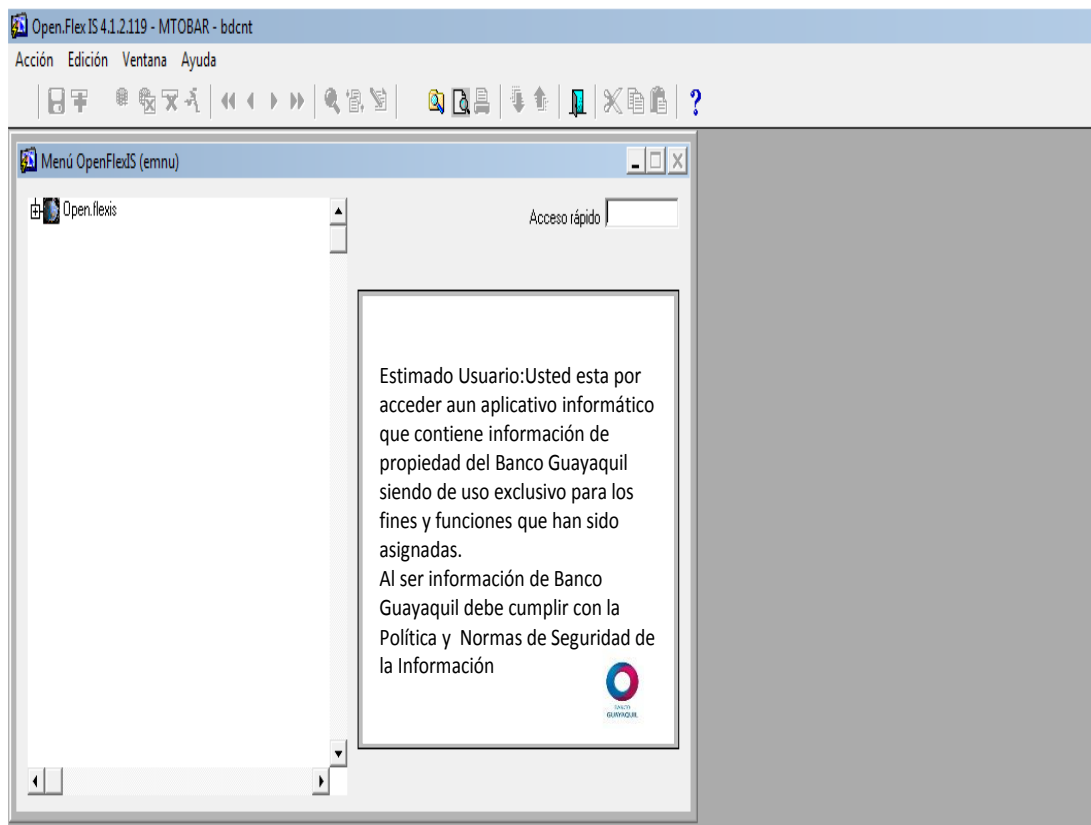 Open.Flex IS 4.1.2.119 - MTOBAR - bdcnt
Acción Edición Ventana Ayuda
Menú OpenFlexIS (emnu)
Open.flexis
Acceso rápido
Estimado Usuario:Usted esta por
acceder aun aplicativo informático
que contiene información de
propiedad del Banco Guayaquil
siendo de uso exclusivo para los
fines y funciones que han sido
asignadas.
Al ser información de Banco
Guayaquil debe cumplir con la
Política y  Normas de Seguridad de
la Información
BANCO
GUAYAQUIL